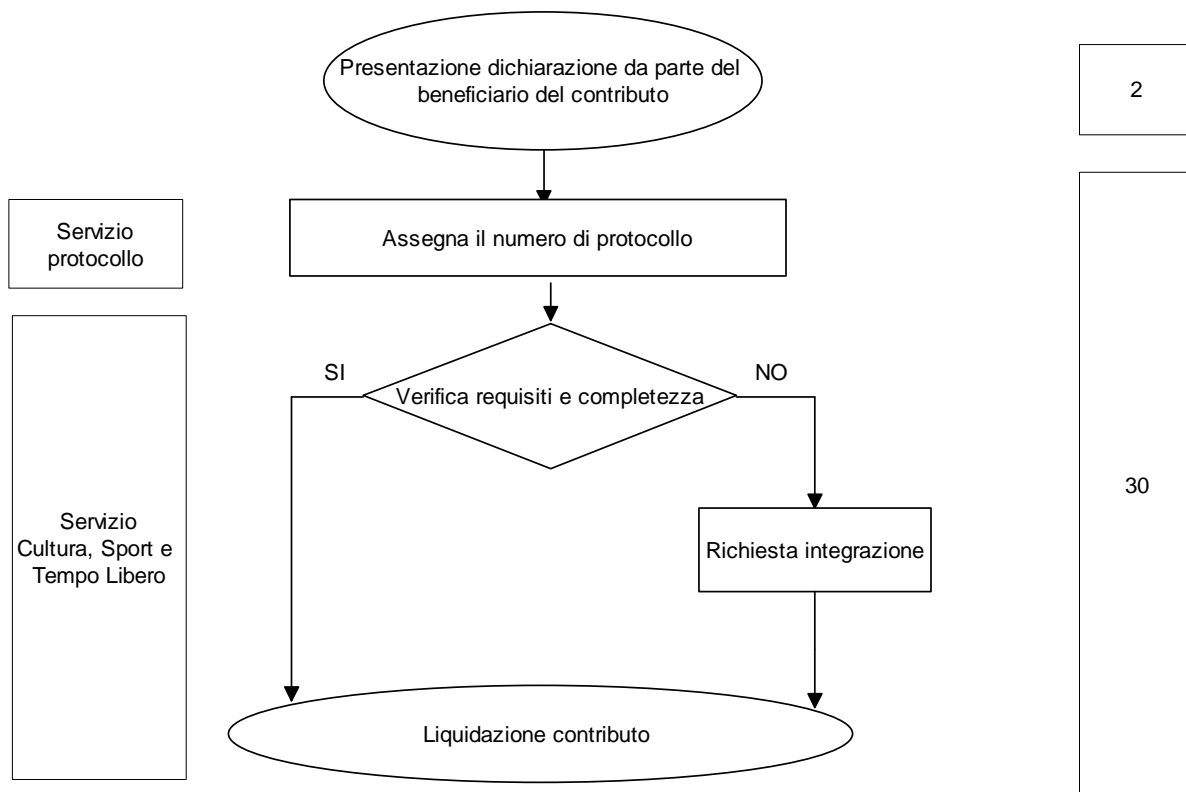 Presentazione dichiarazione da parte del
beneficiario del contributo
2
Servizio
protocollo
Assegna il numero di protocollo
SI
NO
Verifica requisiti e completezza
30
Servizio
Cultura, Sport e
Tempo Libero
Richiesta integrazione
Liquidazione contributo